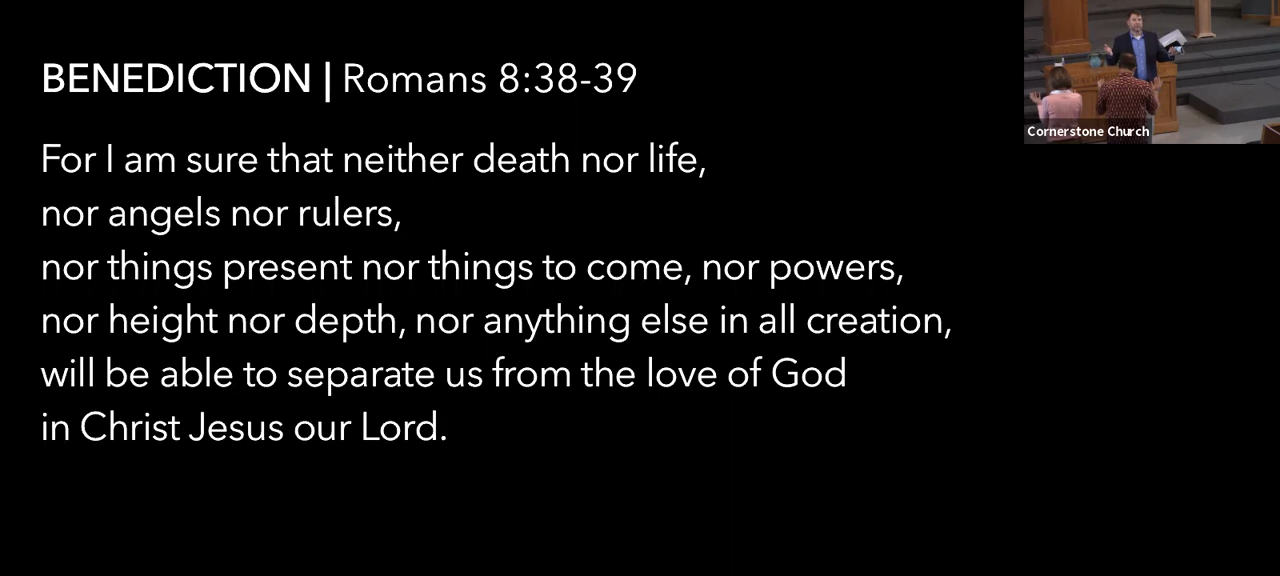 BENEDICTION | Romans 8:38-39
For I am sure that neither death nor life,
nor angels nor rulers,
nor things present nor things to come, nor powers,
nor height nor depth, nor anything else in all creation,
will be able to separate us from the love of God
in Christ Jesus our Lord.
Cornerstone Church